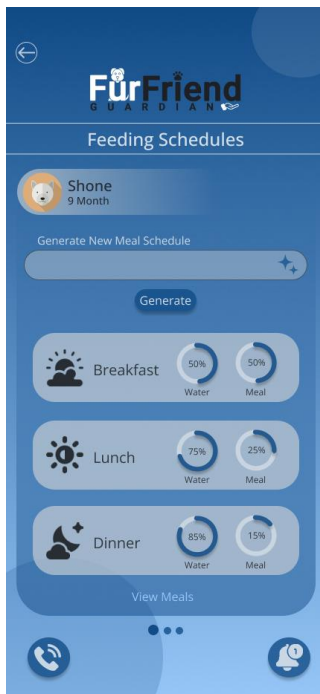 FurFriend
GUARDIAN
Feeding Schedules
Shone
9 Month
Generate New Meal Schedule
Generate
Breakfast
50%
50%
Water
Meal
Lunch
75%
25%
Water
Meal
Dinner
85%
15%
Water
Meal
View Meals
1